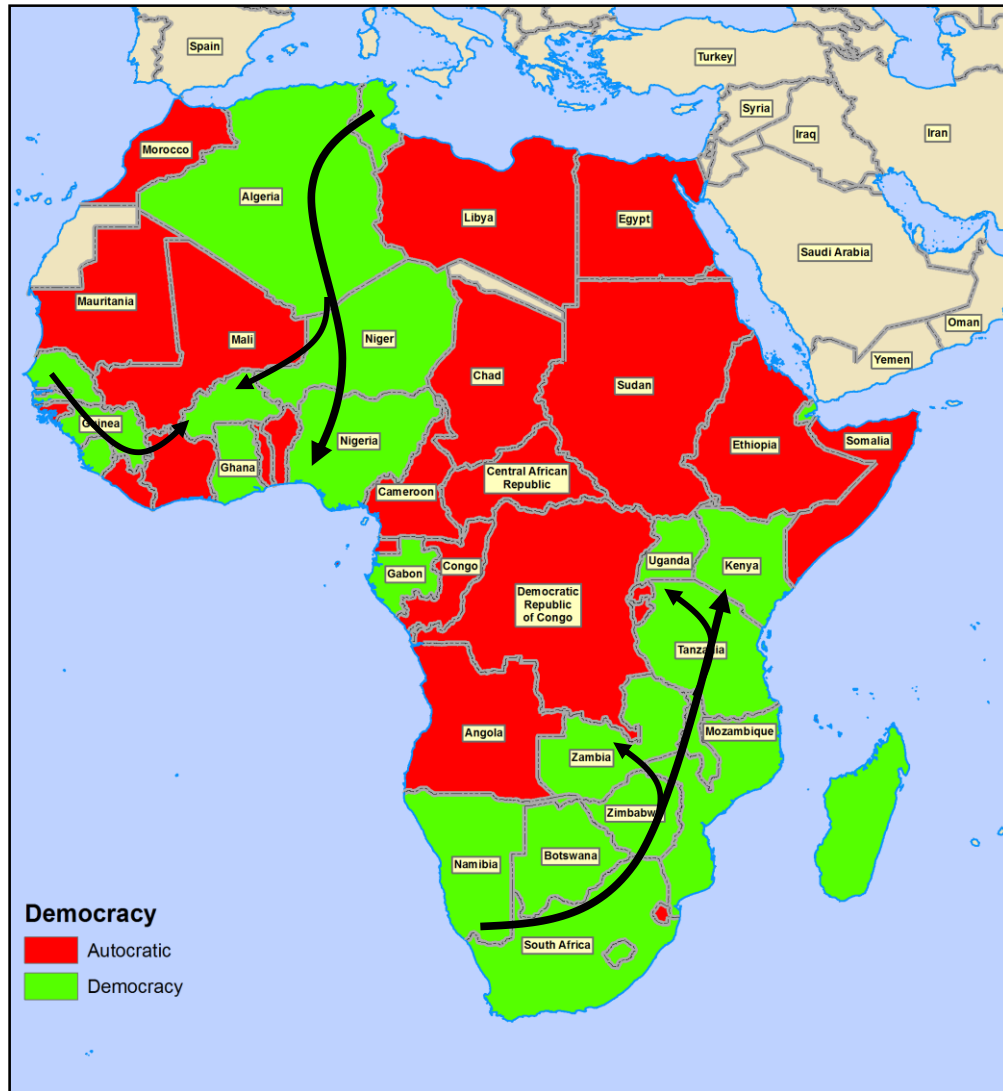 Spain
Turkey
Syria
Iraq
Iran
Morocco
Algeria
Libya
Egypt
Saudi Arabia
Oman
Yemen
Mauritania
Mali
Niger
Chad
Sudan
Guinea
Nigeria
Ghana
Ethiopia
Somalia
Central African
Republic
Cameroon
Uganda
Kenya
Gabon
Congo
Democratic
Republic
of Congo
Tanzania
Angola
Zambia
Mozambique
Zimbabwe
Botswana
Namibia
South Africa
Democracy
Autocratic
Democracy